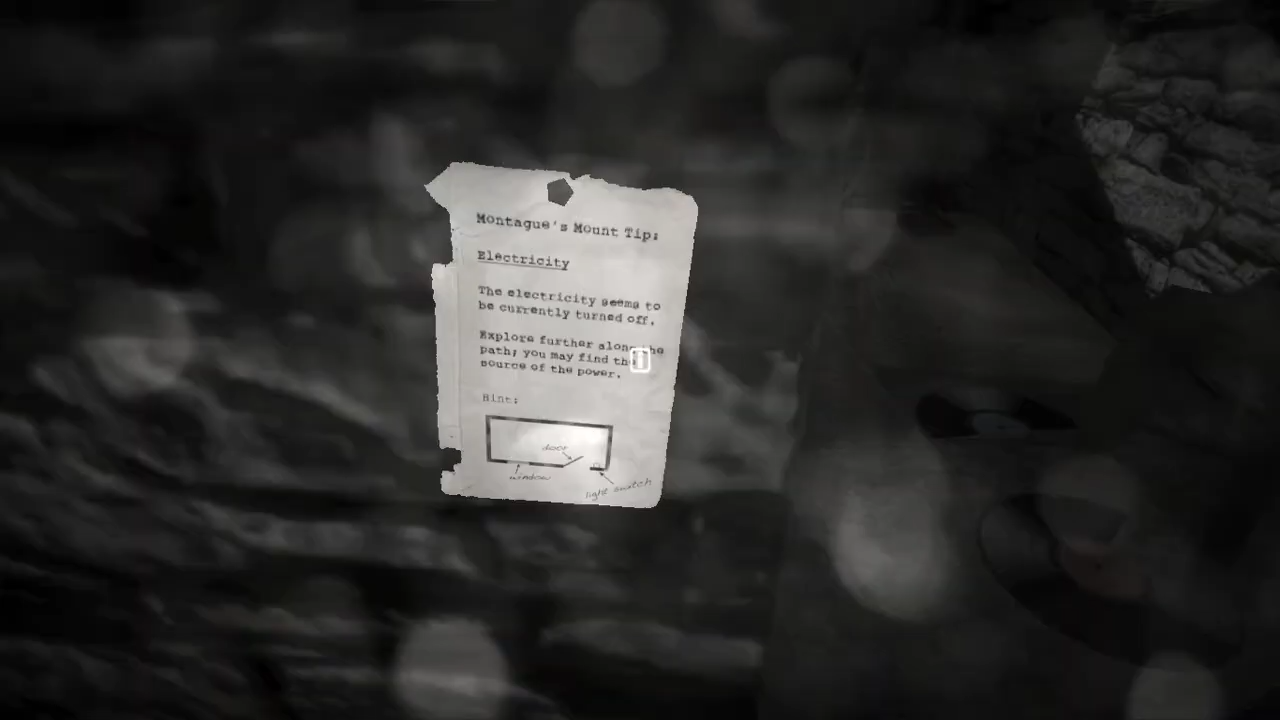 Montague's Mount Tip:
Electricity
The electricity seems to
be currently turned off.
Explore further along the
path; you may find the
source of the power.
Hint:
door
window
light switch